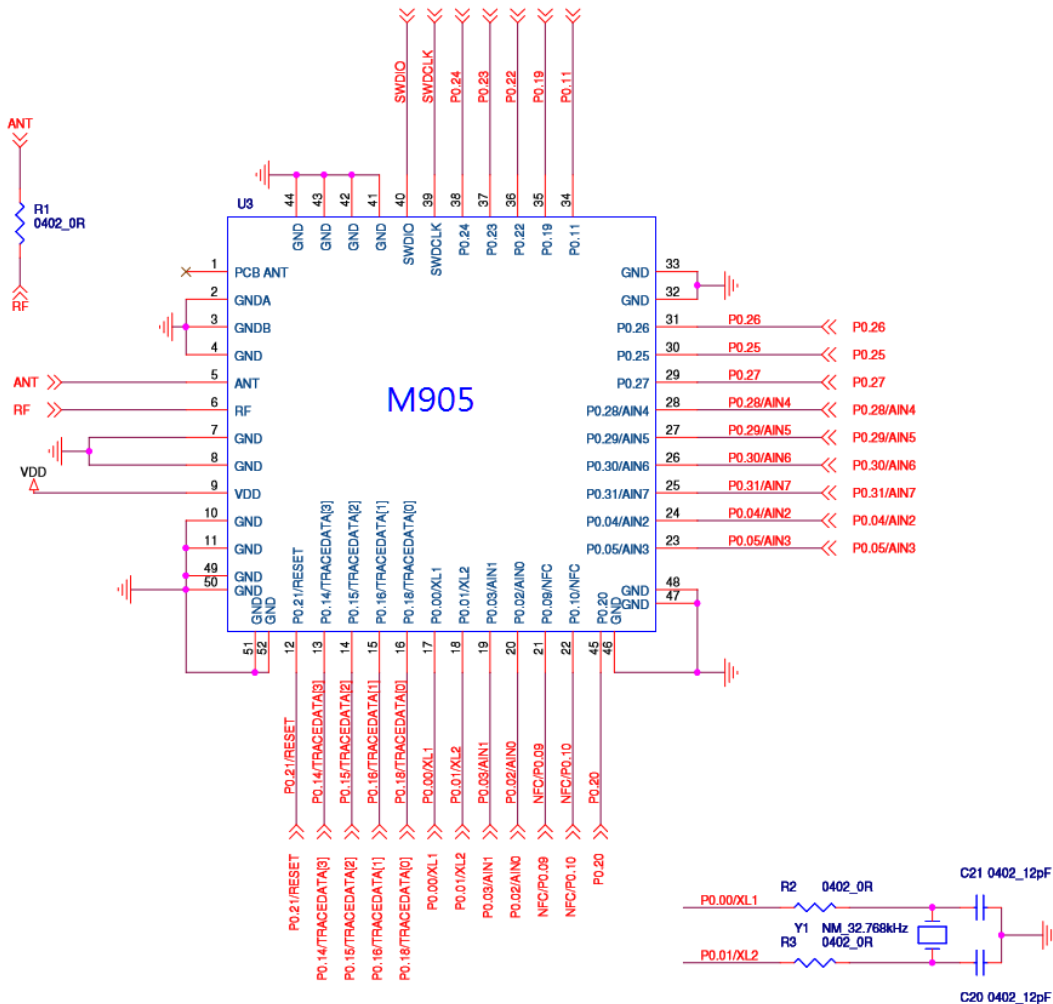 SWDIO
SWDCLK
P0.24
P0.23
P0.22
P0.19
P0.11
ANT
R1
0402_0R
RF
U3
44
43
42
41
40
39
38
37
36
35
34
GND
GND
GND
GND
SWDIO
SWDCLK
P0.24
P0.23
P0.22
P0.19
P0.11
1 PCB ANT
2 GNDA
3 GNDB
4 GND
ANT 5 ANT
RF 6 RF
7 GND
8 GND
VDD
9 VDD
10 GND
11 GND
49 GND
50 GND
M905
GND 33
GND 32
P0.26 31 P0.26 P0.26
P0.25 30 P0.25 P0.25
P0.27 29 P0.27 P0.27
P0.28/AIN4 28 P0.28/AIN4 P0.28/AIN4
P0.29/AIN5 27 P0.29/AIN5 P0.29/AIN5
P0.30/AIN6 26 P0.30/AIN6 P0.30/AIN6
P0.31/AIN7 25 P0.31/AIN7 P0.31/AIN7
P0.04/AIN2 24 P0.04/AIN2 P0.04/AIN2
P0.05/AIN3 23 P0.05/AIN3 P0.05/AIN3
GND 48
GND 47
GND
GND
P0.21/RESET
P0.14/TRACEDATA[3]
P0.15/TRACEDATA[2]
P0.16/TRACEDATA[1]
P0.18/TRACEDATA[0]
P0.00/XL1
P0.01/XL2
P0.03/AIN1
P0.02/AIN0
P0.09/NFC
P0.10/NFC
P0.20
GND
51
52
12
13
14
15
16
17
18
19
20
21
22
45
46
P0.21/RESET
P0.14/TRACEDATA[3]
P0.15/TRACEDATA[2]
P0.16/TRACEDATA[1]
P0.18/TRACEDATA[0]
P0.00/XL1
P0.01/XL2
P0.03/AIN1
P0.02/AIN0
NFC/P0.09
NFC/P0.10
P0.20
P0.21/RESET
P0.14/TRACEDATA[3]
P0.15/TRACEDATA[2]
P0.16/TRACEDATA[1]
P0.18/TRACEDATA[0]
P0.00/XL1
P0.01/XL2
P0.03/AIN1
P0.02/AIN0
NFC/P0.09
NFC/P0.10
P0.20
C21 0402_12pF
R2 0402_0R
P0.00/XL1
Y1 NM_32.768kHz
R3 0402_0R
P0.01/XL2
C20 0402_12pF